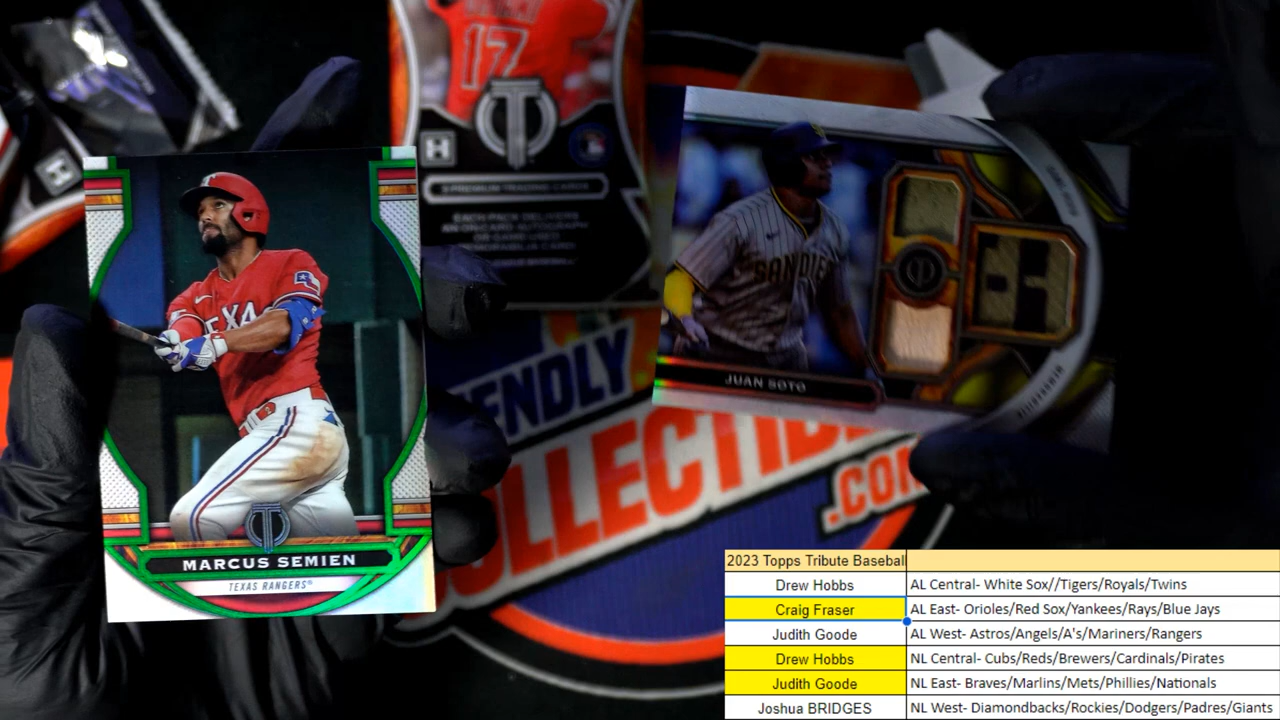 17
H
3 PREMIUM TRADING CARDS
EACH PACK DELIVERS
AN ON-CARD AUTOGRAPH
OR GAME-USED
MEMORABILIA CARD!
H
TEXA
MARCUS SEMIEN
TEXAS RANGERS®
SAN DIE
JUAN SOTO
ENDLY
OLLECTIB
.CO
2023 Topps Tribute Baseball
Drew Hobbs AL Central- White Sox//Tigers/Royals/Twins
Craig Fraser AL East- Orioles/Red Sox/Yankees/Rays/Blue Jays
Judith Goode AL West- Astros/Angels/A's/Mariners/Rangers
Drew Hobbs NL Central- Cubs/Reds/Brewers/Cardinals/Pirates
Judith Goode NL East- Braves/Marlins/Mets/Phillies/Nationals
Joshua BRIDGES NL West- Diamondbacks/Rockies/Dodgers/Padres/Giants